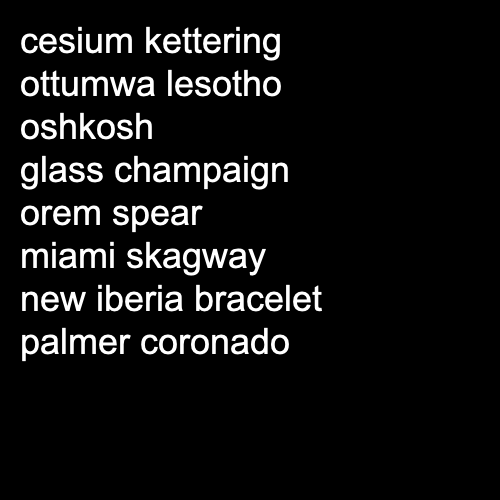 cesium kettering
ottumwa lesotho
oshkosh
glass champaign
orem spear
miami skagway
new iberia bracelet
palmer coronado